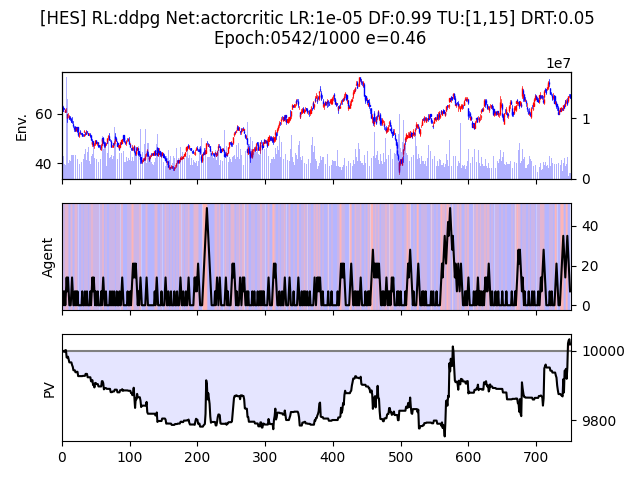 [HES] RL:ddpg Net:actorcritic LR:1e-05 DF:0.99 TU:[1,15] DRT:0.05
Epoch:0542/1000 e=0.46
1e7
Env.
60
40
1
0
Agent
40
20
0
PV
10000
9800
0 100 200 300 400 500 600 700